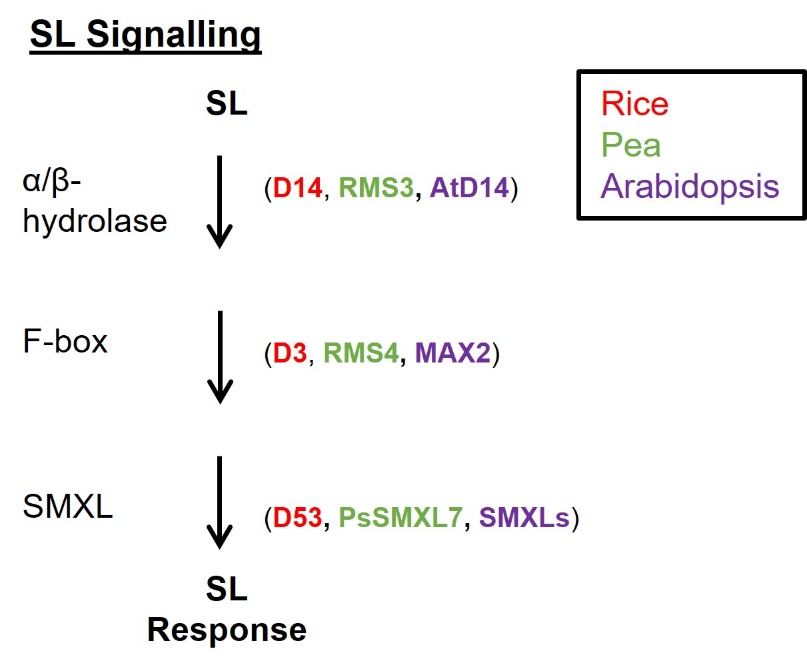 SL Signalling
SL
Rice
Pea
Arabidopsis
α/β-
hydrolase
(D14, RMS3, AtD14)
F-box
(D3, RMS4, MAX2)
SMXL
(D53, PsSMXL7, SMXLs)
SL
Response